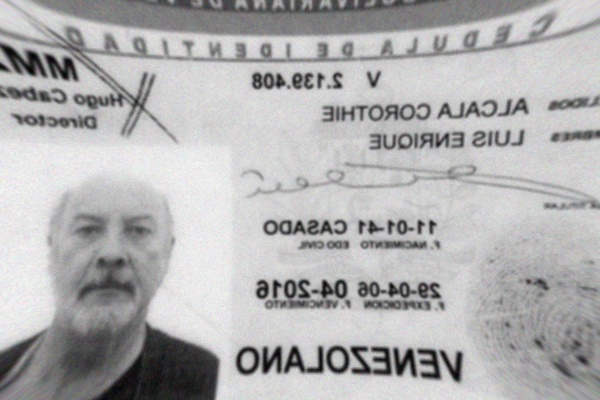 BOLIVARIANA DE
CEDULA DE IDENTIDAD
V 2.139.408
Hugo Cabez
Director
ALCALA COROTHIE
LUIS ENRIQUE
11-01-41 CASADO
F. NACIMIENTO EDO CIVIL
29-04-06 04-2016
F. EXPEDICION F. VENCIMIENTO
VENEZOLANO